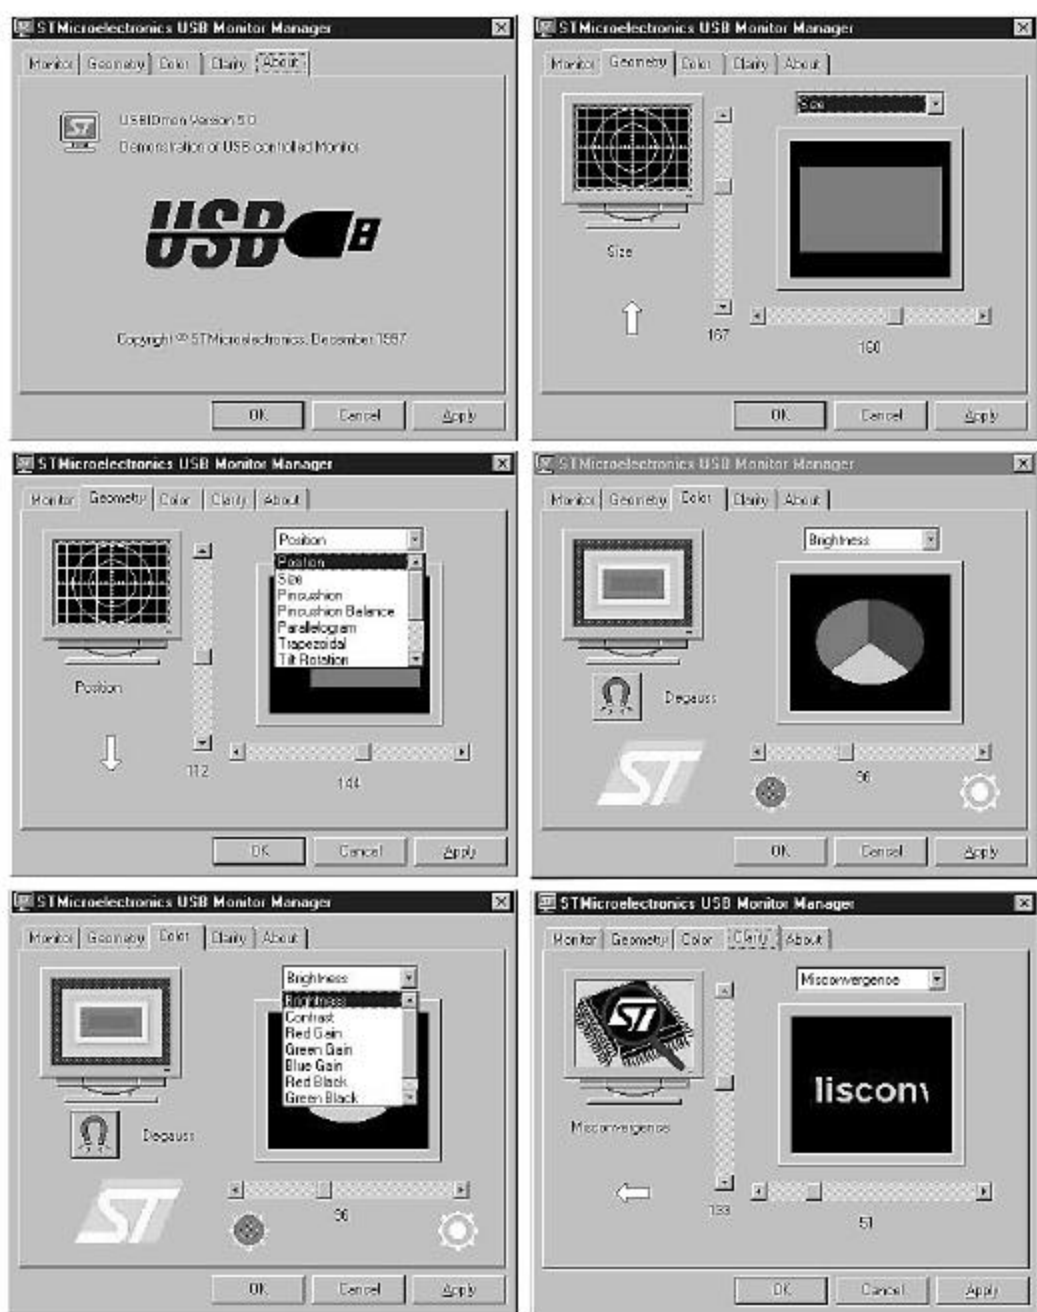 STMicroelectronics USB Monitor Manager
Monitor Geometry Color Clarity About
ST
USBIDmon Version 5.0
Demonstration of USB controlled Monitor
USB
Copyright © STMicroelectronics, December 1997
OK Cancel Apply
STMicroelectronics USB Monitor Manager
Monitor Geometry Color Clarity About
Size
Size
167
160
OK Cancel Apply
STMicroelectronics USB Monitor Manager
Monitor Geometry Color Clarity About
Position
Position
Size
Pincushion
Pincushion Balance
Parallelogram
Trapezoidal
Tilt Rotation
Position
112
144
OK Cancel Apply
STMicroelectronics USB Monitor Manager
Monitor Geometry Color Clarity About
Brightness
Degauss
ST
96
OK Cancel Apply
STMicroelectronics USB Monitor Manager
Monitor Geometry Color Clarity About
Brightness
Brightness
Contrast
Red Gain
Green Gain
Blue Gain
Red Black
Green Black
Degauss
ST
96
OK Cancel Apply
STMicroelectronics USB Monitor Manager
Monitor Geometry Color Clarity About
Misconvergence
ST
liscon
Misconvergence
133
51
OK Cancel Apply